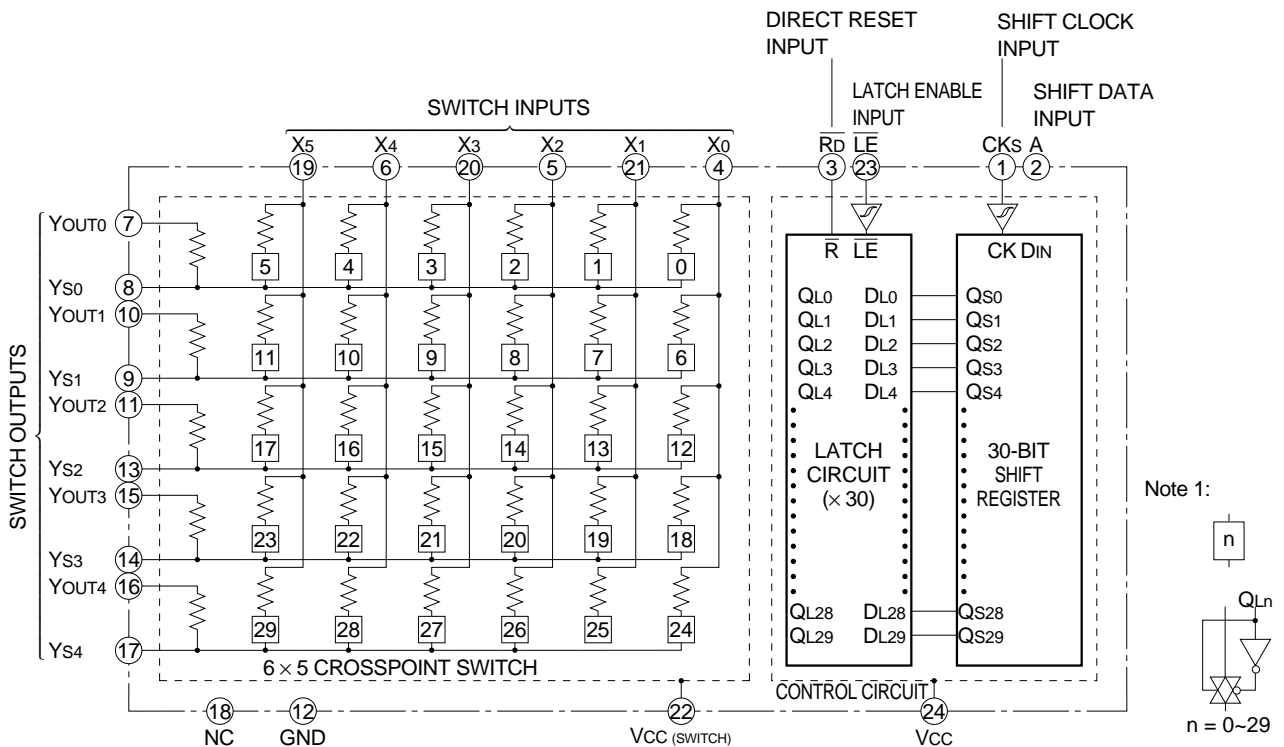 DIRECT RESET
INPUT
SHIFT CLOCK
INPUT
LATCH ENABLE
INPUT
SHIFT DATA
INPUT
SWITCH INPUTS
X5 X4 X3 X2 X1 X0 RD LE CKS A
19 6 20 5 21 4 3 23 1 2
SWITCH OUTPUTS
YOUT0 7
5 4 3 2 1 0
YS0 8
YOUT1 10
11 10 9 8 7 6
YS1 9
YOUT2 11
17 16 15 14 13 12
YS2 13
YOUT3 15
23 22 21 20 19 18
YS3 14
YOUT4 16
29 28 27 26 25 24
YS4 17
6 × 5 CROSSPOINT SWITCH
R LE
CK DIN
QL0 DL0 QS0
QL1 DL1 QS1
QL2 DL2 QS2
QL3 DL3 QS3
QL4 DL4 QS4
LATCH
CIRCUIT
(× 30)
30-BIT
SHIFT
REGISTER
QL28 DL28 QS28
QL29 DL29 QS29
CONTROL CIRCUIT
18 12 22 24
NC GND VCC (SWITCH) VCC
Note 1:
n
QLn
n = 0~29